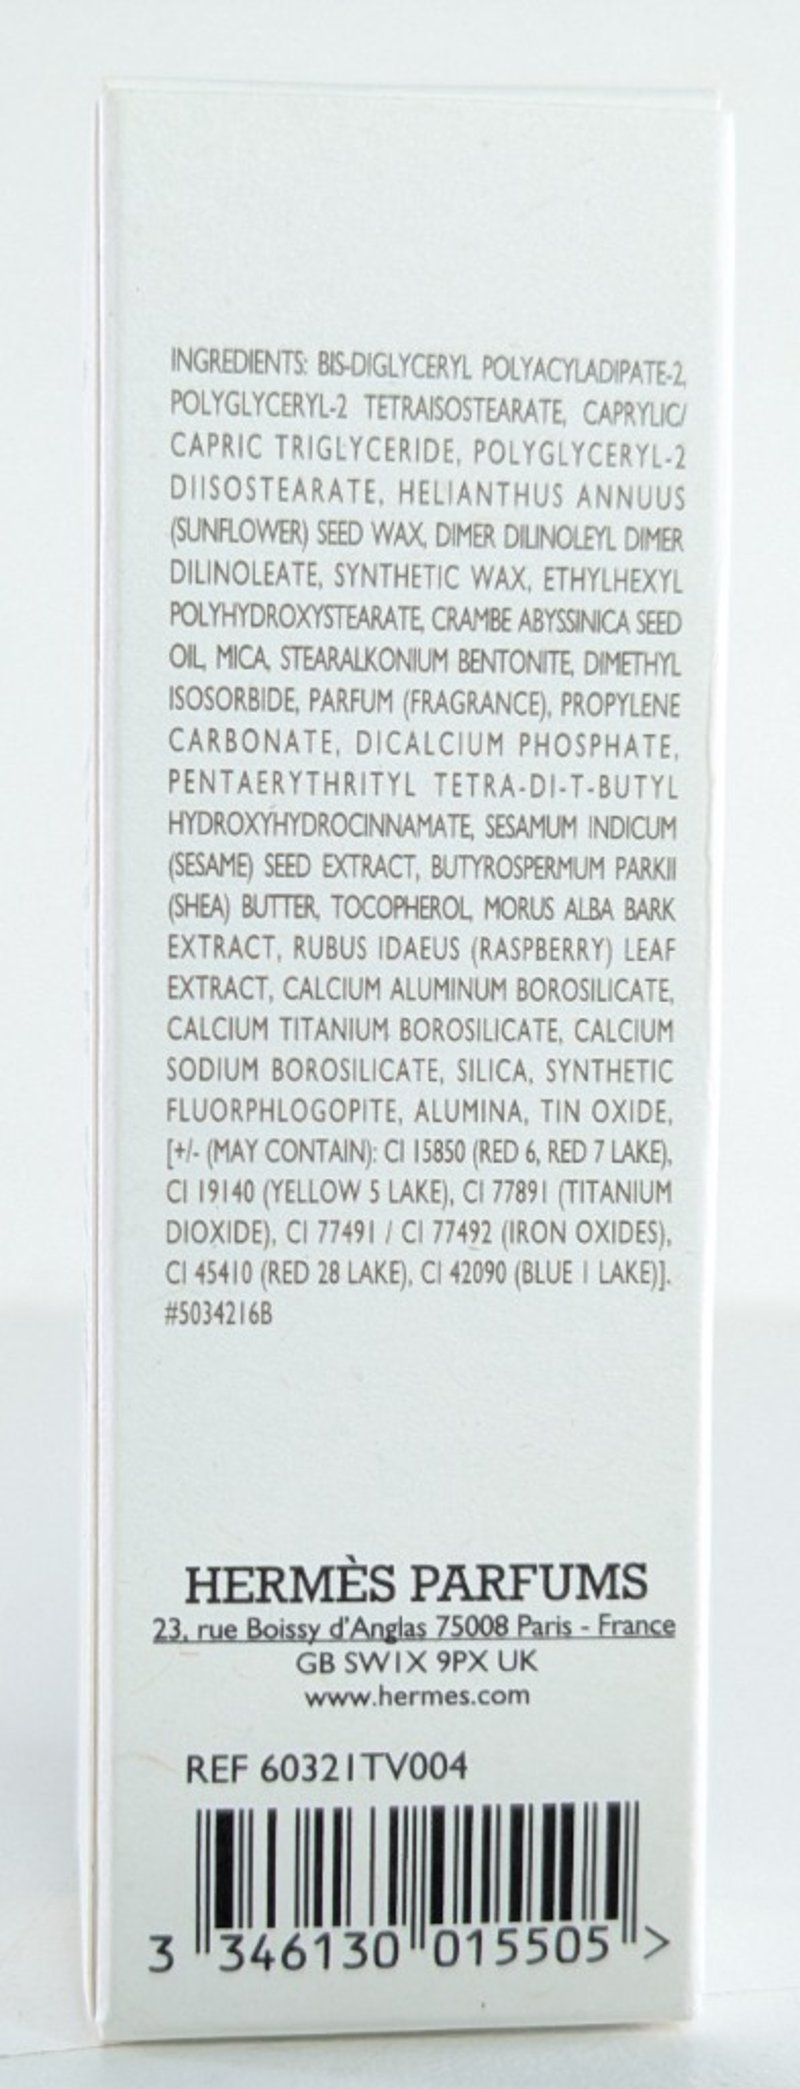 INGREDIENTS: BIS-DIGLYCERYL POLYACYLADIPATE-2,
POLYGLYCERYL-2 TETRAISOSTEARATE, CAPRYLIC/
CAPRIC TRIGLYCERIDE, POLYGLYCERYL-2
DIISOSTEARATE, HELIANTHUS ANNUUS
(SUNFLOWER) SEED WAX, DIMER DILINOLEYL DIMER
DILINOLEATE, SYNTHETIC WAX, ETHYLHEXYL
POLYHYDROXYSTEARATE, CRAMBE ABYSSINICA SEED
OIL, MICA, STEARALKONIUM BENTONITE, DIMETHYL
ISOSORBIDE, PARFUM (FRAGRANCE), PROPYLENE
CARBONATE, DICALCIUM PHOSPHATE,
PENTAERYTHRITYL TETRA-DI-T-BUTYL
HYDROXYHYDROCINNAMATE, SESAMUM INDICUM
(SESAME) SEED EXTRACT, BUTYROSPERMUM PARKII
(SHEA) BUTTER, TOCOPHEROL, MORUS ALBA BARK
EXTRACT, RUBUS IDAEUS (RASPBERRY) LEAF
EXTRACT, CALCIUM ALUMINUM BOROSILICATE,
CALCIUM TITANIUM BOROSILICATE, CALCIUM
SODIUM BOROSILICATE, SILICA, SYNTHETIC
FLUORPHLOGOPITE, ALUMINA, TIN OXIDE,
[+/- (MAY CONTAIN): CI 15850 (RED 6, RED 7 LAKE),
CI 19140 (YELLOW 5 LAKE), CI 77891 (TITANIUM
DIOXIDE), CI 77491 / CI 77492 (IRON OXIDES),
CI 45410 (RED 28 LAKE), CI 42090 (BLUE 1 LAKE)].
#5034216B
HERMÈS PARFUMS
23, rue Boissy d'Anglas 75008 Paris - France
GB SW1X 9PX UK
www.hermes.com
REF 60321TV004
3 346130 015505 >